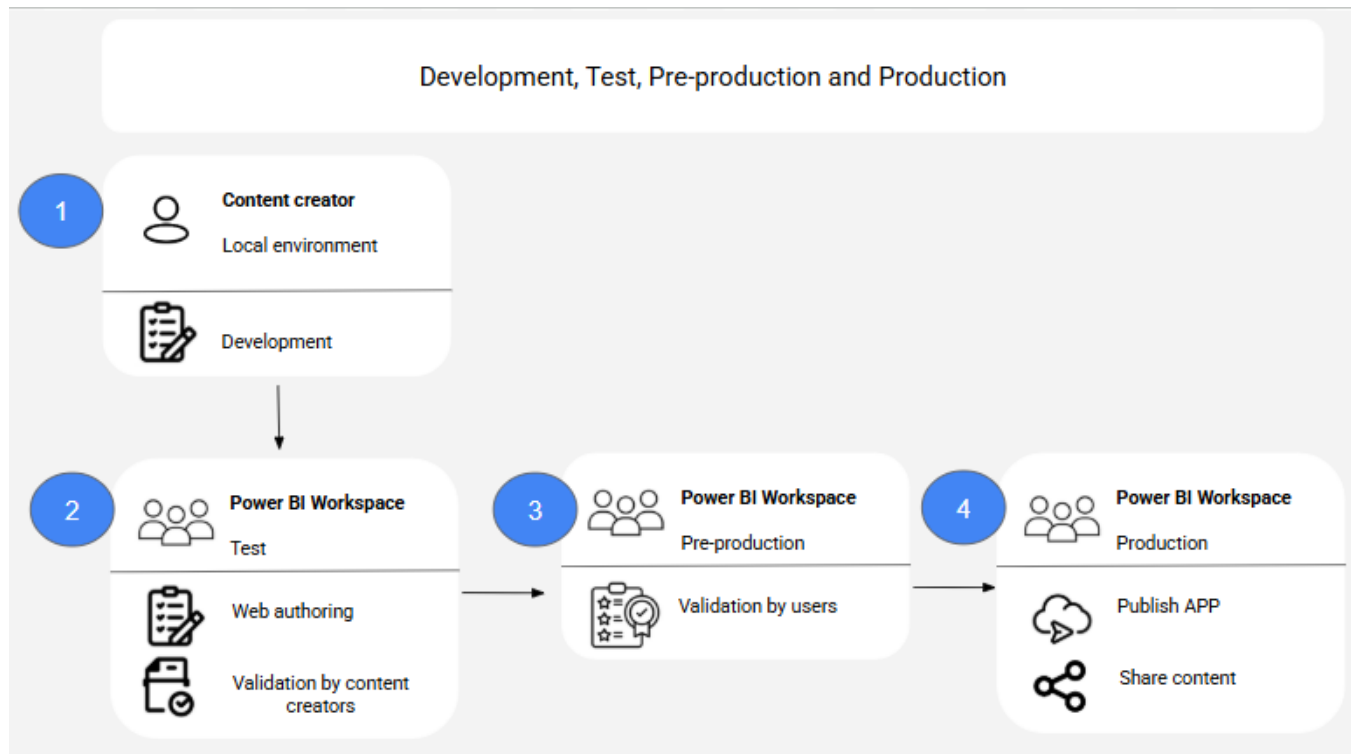 Development, Test, Pre-production and Production
1
Content creator
Local environment
Development
2
Power BI Workspace
Test
Web authoring
Validation by content
creators
3
Power BI Workspace
Pre-production
Validation by users
4
Power BI Workspace
Production
Publish APP
Share content